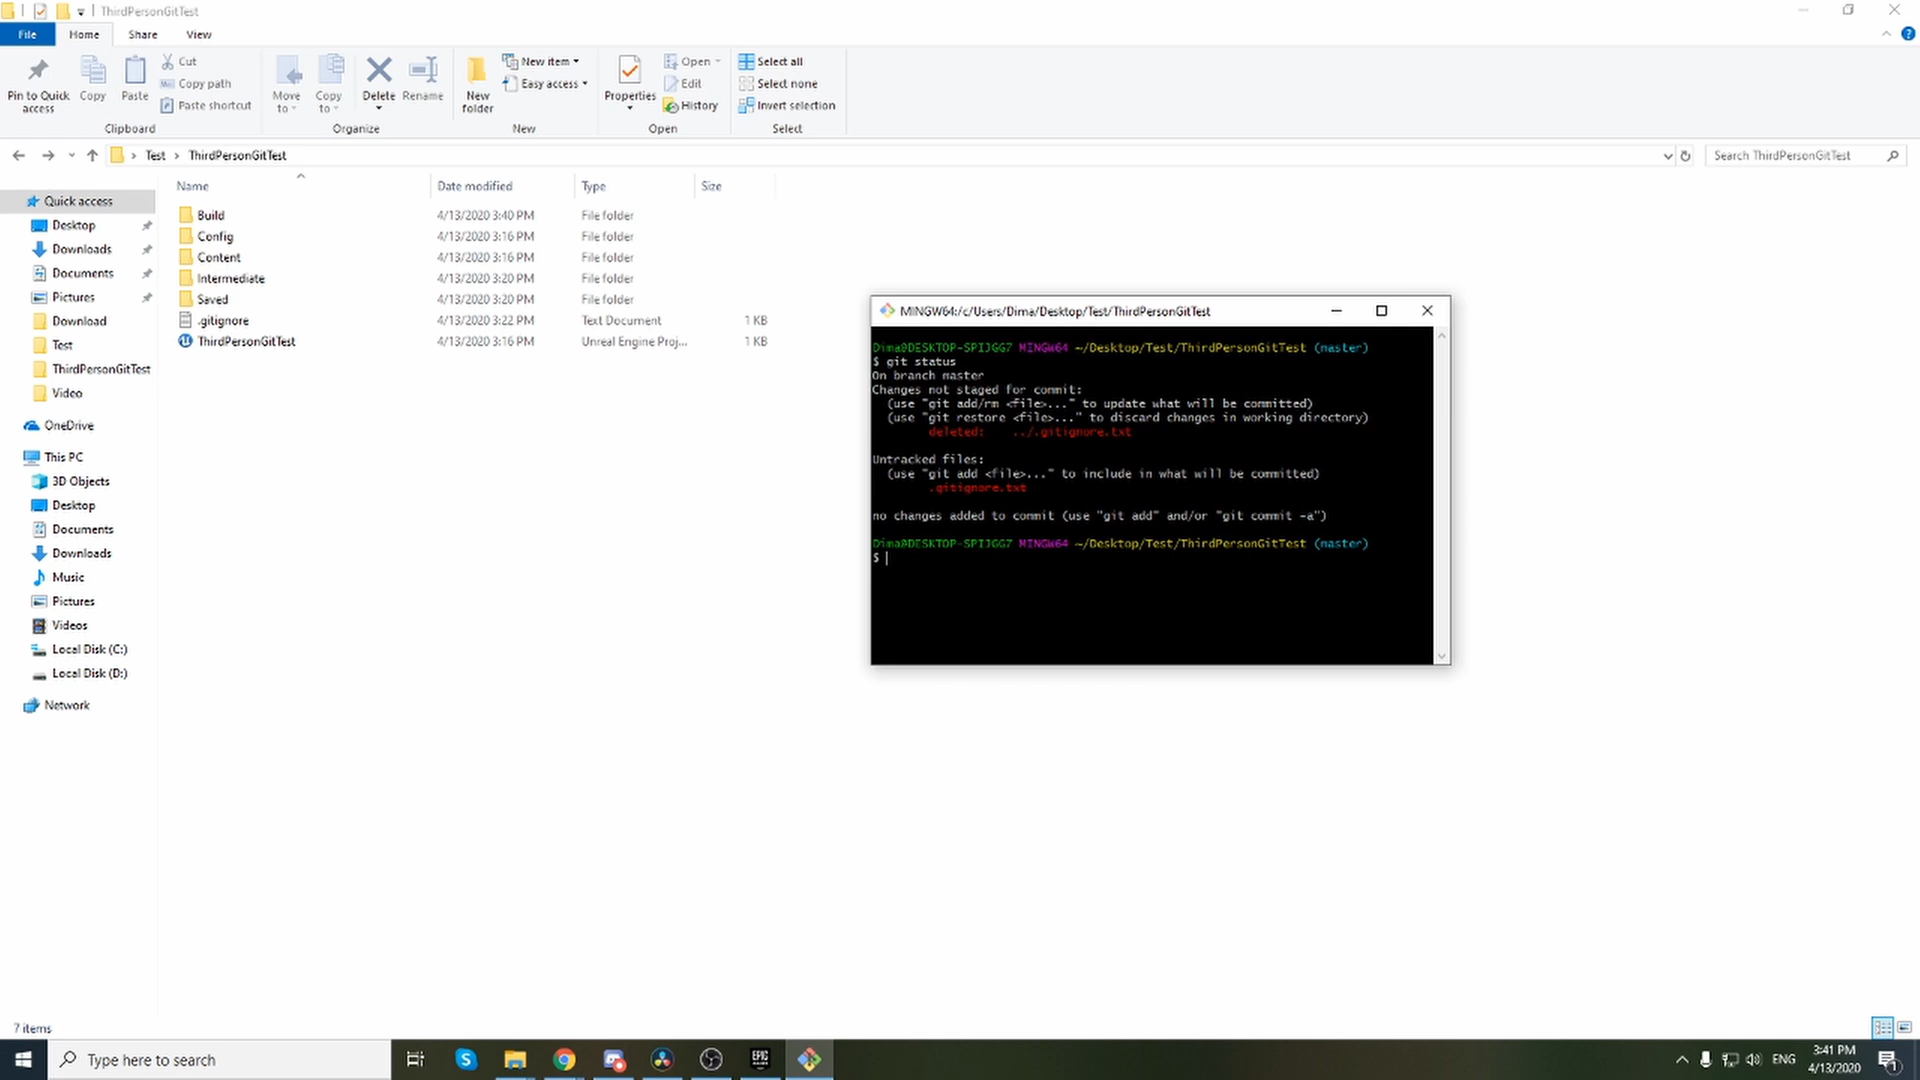 ThirdPersonGitTest
File
Home
Share
View
Pin to Quick access
Copy
Paste
Cut
Copy path
Paste shortcut
Clipboard
Move to
Copy to
Delete
Rename
Organize
New folder
New item
Easy access
New
Properties
Open
Edit
History
Open
Select all
Select none
Invert selection
Select
Test
ThirdPersonGitTest
Search ThirdPersonGitTest
Name
Date modified
Type
Size
Quick access
Desktop
Downloads
Documents
Pictures
Download
Test
ThirdPersonGitTest
Video
OneDrive
This PC
3D Objects
Desktop
Documents
Downloads
Music
Pictures
Videos
Local Disk (C:)
Local Disk (D:)
Network
Build 4/13/2020 3:40 PM File folder
Config 4/13/2020 3:16 PM File folder
Content 4/13/2020 3:16 PM File folder
Intermediate 4/13/2020 3:20 PM File folder
Saved 4/13/2020 3:20 PM File folder
.gitignore 4/13/2020 3:22 PM Text Document 1 KB
ThirdPersonGitTest 4/13/2020 3:16 PM Unreal Engine Proj... 1 KB
MINGW64:/c/Users/Dima/Desktop/Test/ThirdPersonGitTest
Dima@DESKTOP-SPIJGG7 MINGW64 ~/Desktop/Test/ThirdPersonGitTest (master)
$ git status
On branch master
Changes not staged for commit:
(use "git add/rm <file>..." to update what will be committed)
(use "git restore <file>..." to discard changes in working directory)
deleted: ../.gitignore.txt
Untracked files:
(use "git add <file>..." to include in what will be committed)
.gitignore.txt
no changes added to commit (use "git add" and/or "git commit -a")
Dima@DESKTOP-SPIJGG7 MINGW64 ~/Desktop/Test/ThirdPersonGitTest (master)
$
7 items
Type here to search
EPIC
ENG
3:41 PM
4/13/2020
1